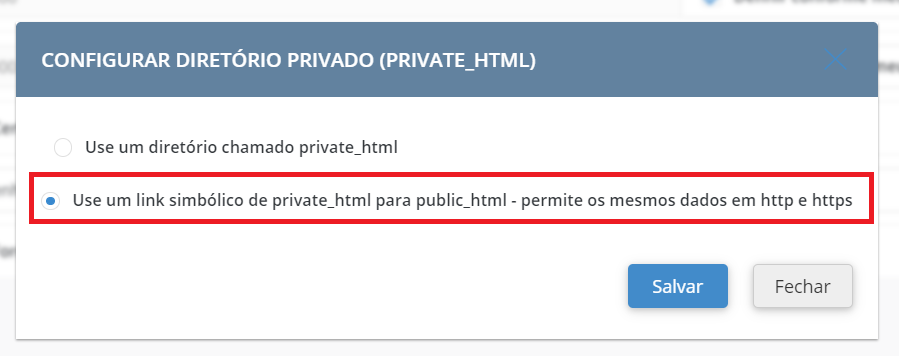 CONFIGURAR DIRETÓRIO PRIVADO (PRIVATE_HTML)
Use um diretório chamado private_html
Use um link simbólico de private_html para public_html - permite os mesmos dados em http e https
Salvar
Fechar